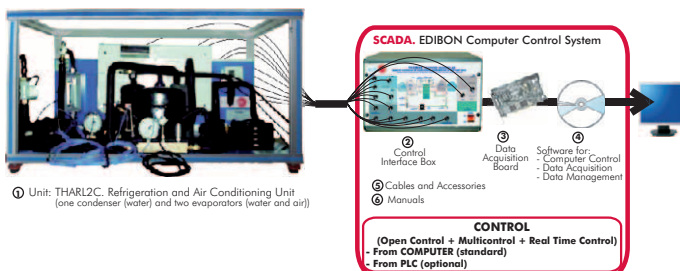 SCADA. EDIBON Computer Control System
② Control Interface Box
③ Data Acquisition Board
④ Software for:
- Computer Control
- Data Acquisition
- Data Management
① Unit: THARL2C. Refrigeration and Air Conditioning Unit
(one condenser (water) and two evaporators (water and air))
⑤ Cables and Accessories
⑥ Manuals
CONTROL
(Open Control + Multicontrol + Real Time Control)
- From COMPUTER (standard)
- From PLC (optional)